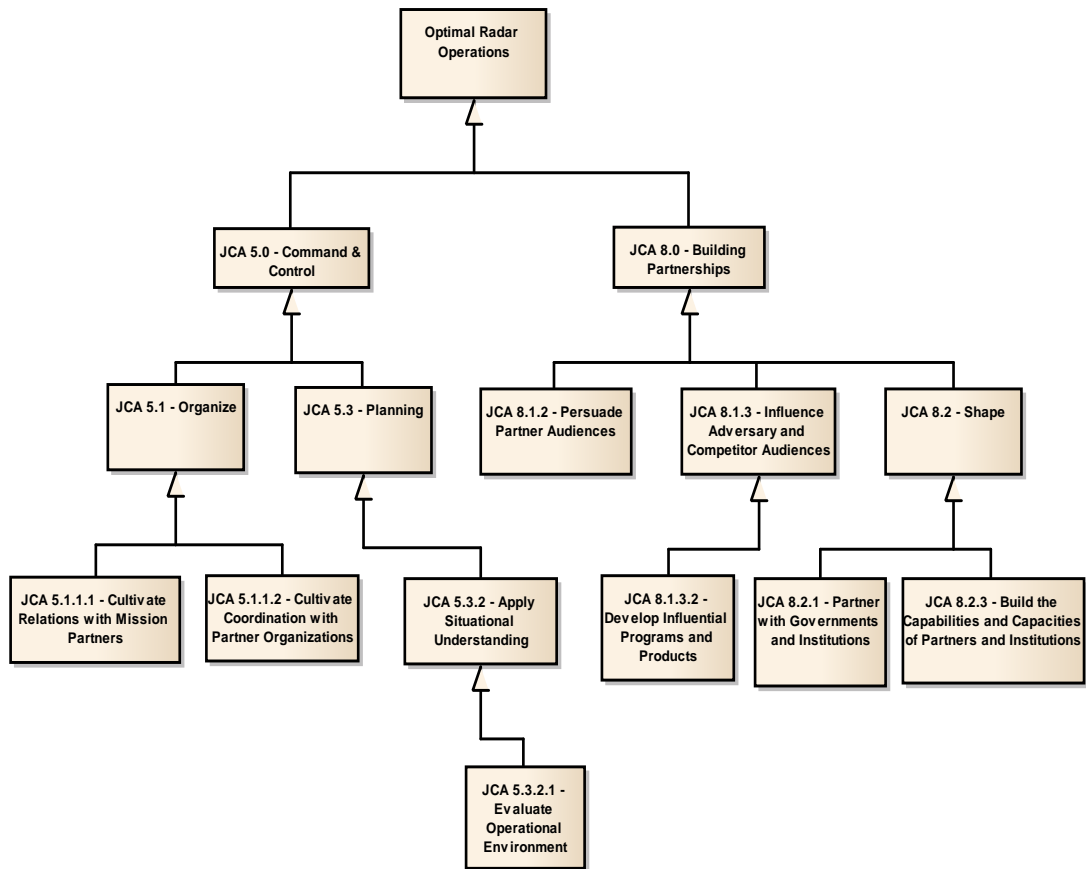 Optimal Radar
Operations
JCA 5.0 - Command &
Control
JCA 8.0 - Building
Partnerships
JCA 5.1 - Organize
JCA 5.3 - Planning
JCA 8.1.2 - Persuade
Partner Audiences
JCA 8.1.3 - Influence
Adversary and
Competitor Audiences
JCA 8.2 - Shape
JCA 5.1.1.1 - Cultivate
Relations with Mission
Partners
JCA 5.1.1.2 - Cultivate
Coordination with
Partner Organizations
JCA 5.3.2 - Apply
Situational
Understanding
JCA 8.1.3.2 -
Develop Influential
Programs and
Products
JCA 8.2.1 - Partner
with Governments
and Institutions
JCA 8.2.3 - Build the
Capabilities and Capacities
of Partners and Institutions
JCA 5.3.2.1 -
Evaluate
Operational
Environment